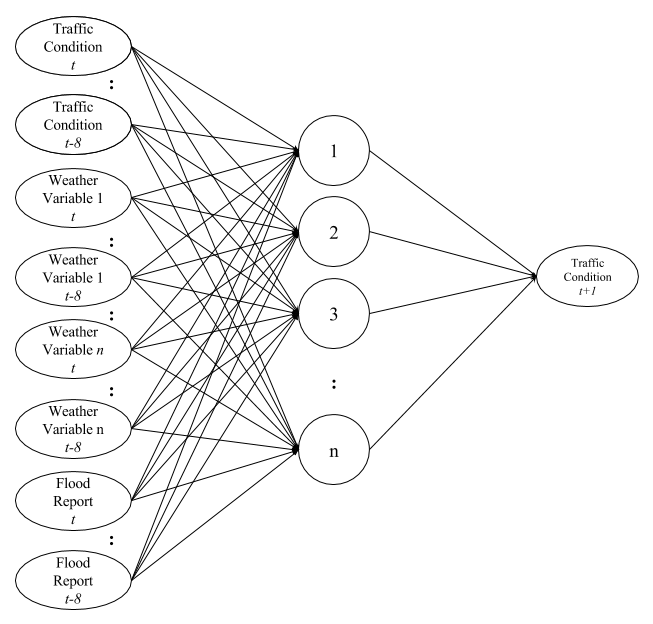 Traffic
Condition
t
:
Traffic
Condition
t-8
Weather
Variable 1
t
:
Weather
Variable 1
t-8
:
Weather
Variable n
t
:
Weather
Variable n
t-8
Flood
Report
t
:
Flood
Report
t-8
1
2
3
:
n
Traffic
Condition
t+1